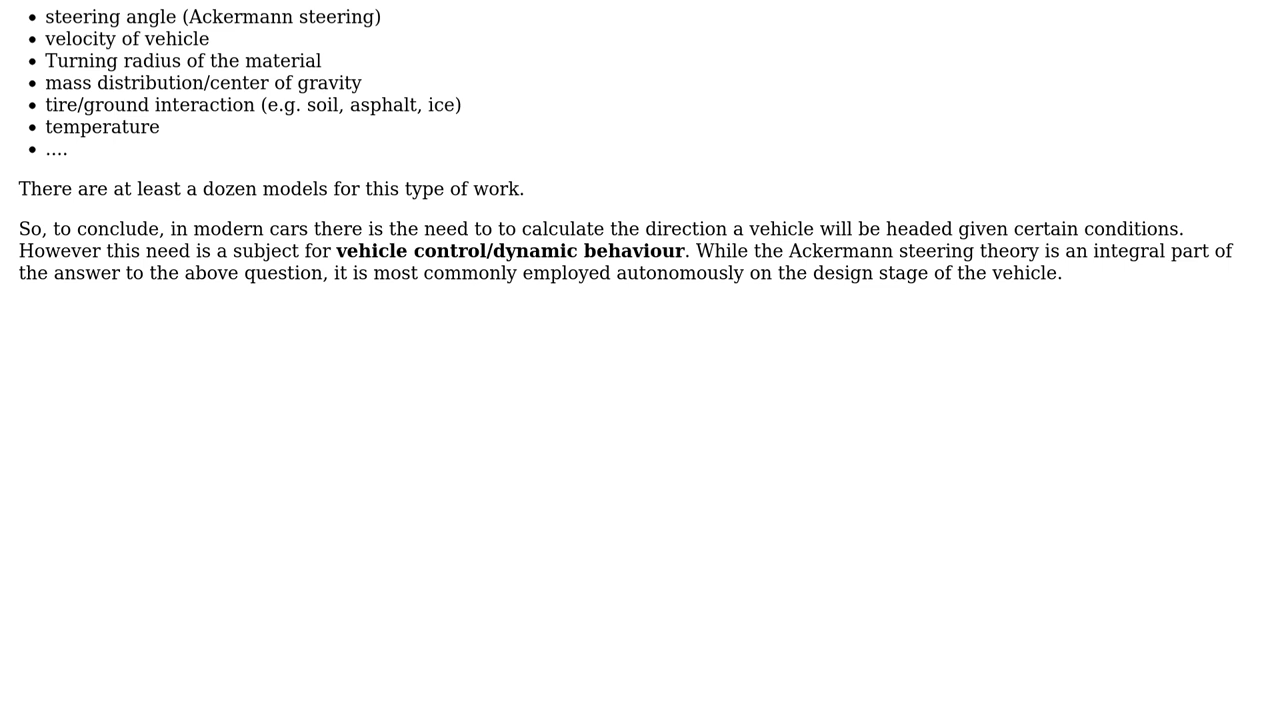 • steering angle (Ackermann steering)
• velocity of vehicle
• Turning radius of the material
• mass distribution/center of gravity
• tire/ground interaction (e.g. soil, asphalt, ice)
• temperature
• ....
There are at least a dozen models for this type of work.
So, to conclude, in modern cars there is the need to to calculate the direction a vehicle will be headed given certain conditions.
However this need is a subject for vehicle control/dynamic behaviour. While the Ackermann steering theory is an integral part of
the answer to the above question, it is most commonly employed autonomously on the design stage of the vehicle.